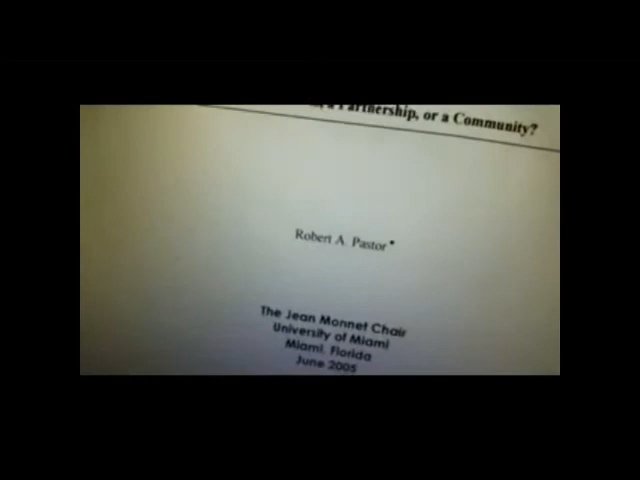 a Partnership, or a Community?
Robert A. Pastor*
The Jean Monnet Chair
University of Miami
Miami, Florida
June 2005